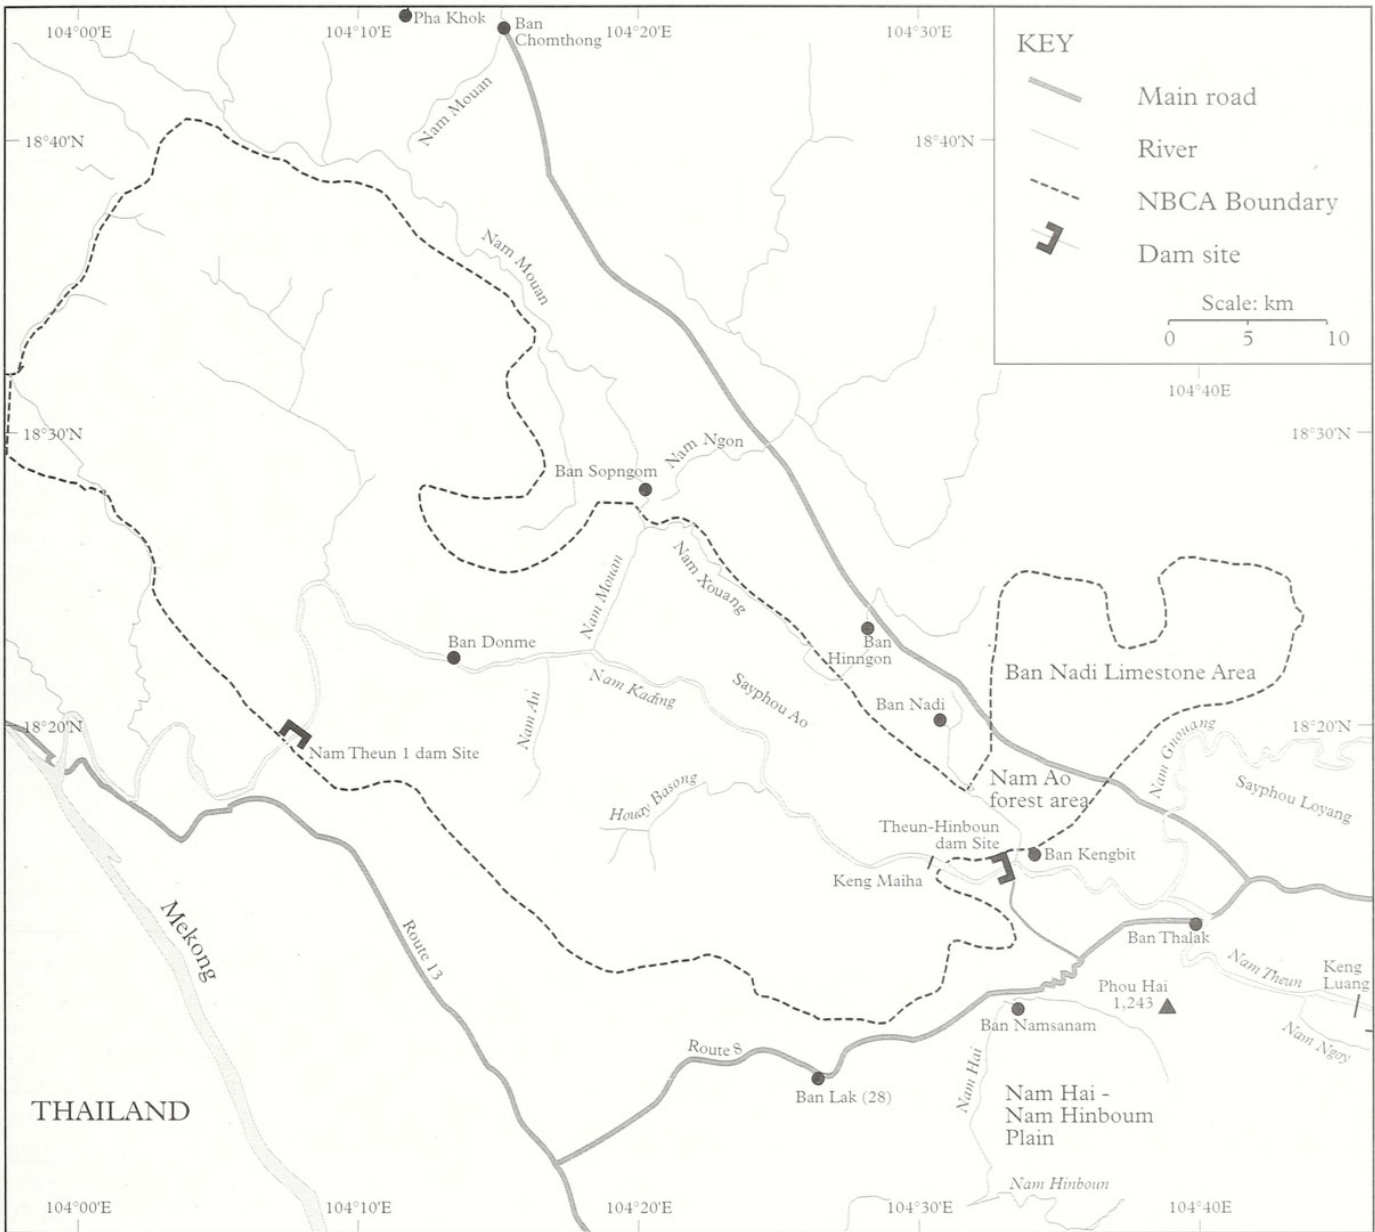 104°00'E
104°10'E
104°20'E
104°30'E
Pha Khok
Ban
Chomthong
KEY
Main road
River
NBCA Boundary
Dam site
Scale: km
0 5 10
Nam Mouan
18°40'N
18°40'N
Nam Mouan
104°40'E
18°30'N
18°30'N
Nam Ngon
Ban Sopngom
Nam Mouan
Nam Xouang
Ban Donme
Ban
Hinngon
Nam Kading
Sayphou Ao
Nam An
Ban Nadi
Ban Nadi Limestone Area
18°20'N
18°20'N
Nam Theun 1 dam Site
Nam Gnouang
Sayphou Loyang
Nam Ao
forest area
Houay Basong
Theun-Hinboun
dam Site
Ban Kengbit
Keng Maiha
Mekong
Route 13
Ban Thalak
Nam Theun
Keng
Luang
Phou Hai
1,243
Ban Namsanam
Nam Ngoy
Route 8
Nam Hai
Ban Lak (28)
THAILAND
Nam Hai -
Nam Hinboum
Plain
Nam Hinboun
104°00'E
104°10'E
104°20'E
104°30'E
104°40'E